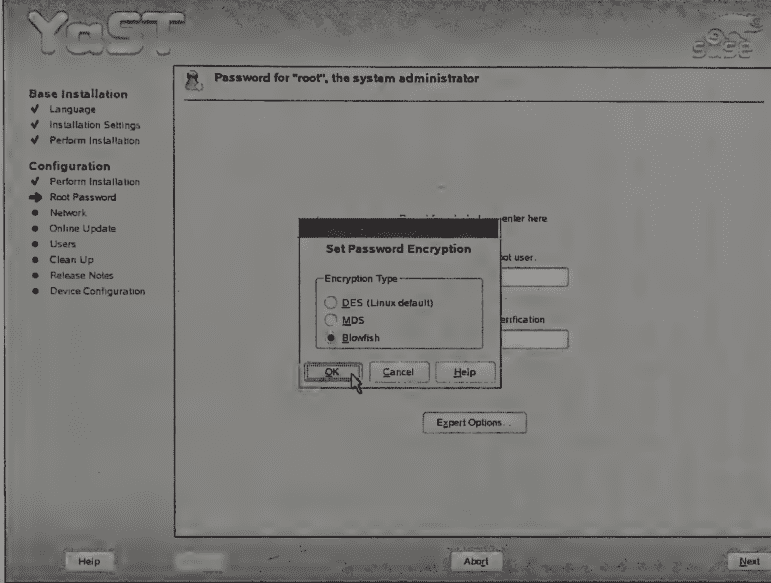 YaST
SUSE
Password for "root", the system administrator
Base Installation
Language
Installation Settings
Perform Installation
Configuration
Perform Installation
Root Password
Network
Online Update
Users
Clean Up
Release Notes
Device Configuration
enter here
Set Password Encryption
user.
Encryption Type
DES (Linux default)
MD5
Blowfish
OK
Cancel
Help
Expert Options...
Help
Abort
Next